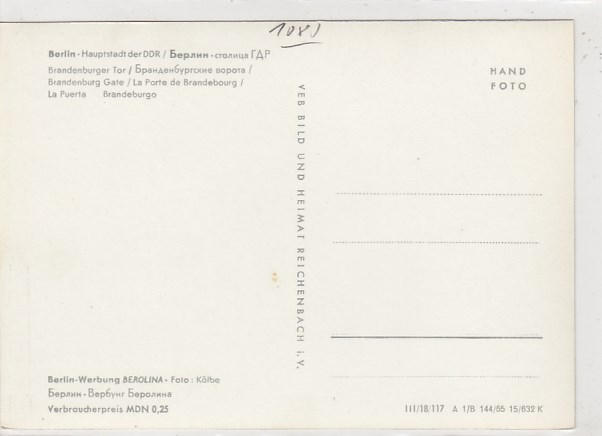 1080
Berlin - Hauptstadt der DDR / Берлин - столица ГДР
Brandenburger Tor / Бранденбургские ворота /
Brandenburg Gate / La Porte de Brandebourg /
La Puerta Brandeburgo
HAND
FOTO
VEB BILD UND HEIMAT REICHENBACH i. V.
Berlin-Werbung BEROLINA - Foto: Kölbe
Берлин - Вербунг Беролина
Verbraucherpreis MDN 0,25
III/18/117 A 1/B 144/65 15/632 K